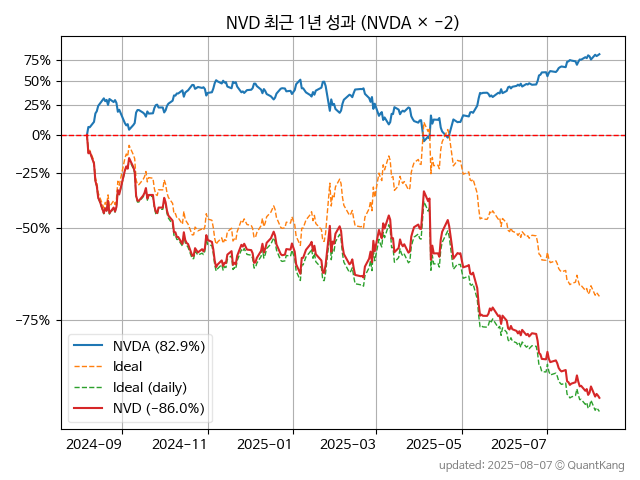 NVD 최근 1년 성과 (NVDA × −2)
75%
50%
25%
0%
−25%
−50%
−75%
NVDA (82.9%)
Ideal
Ideal (daily)
NVD (−86.0%)
2024-09 2024-11 2025-01 2025-03 2025-05 2025-07
updated: 2025-08-07 © QuantKang